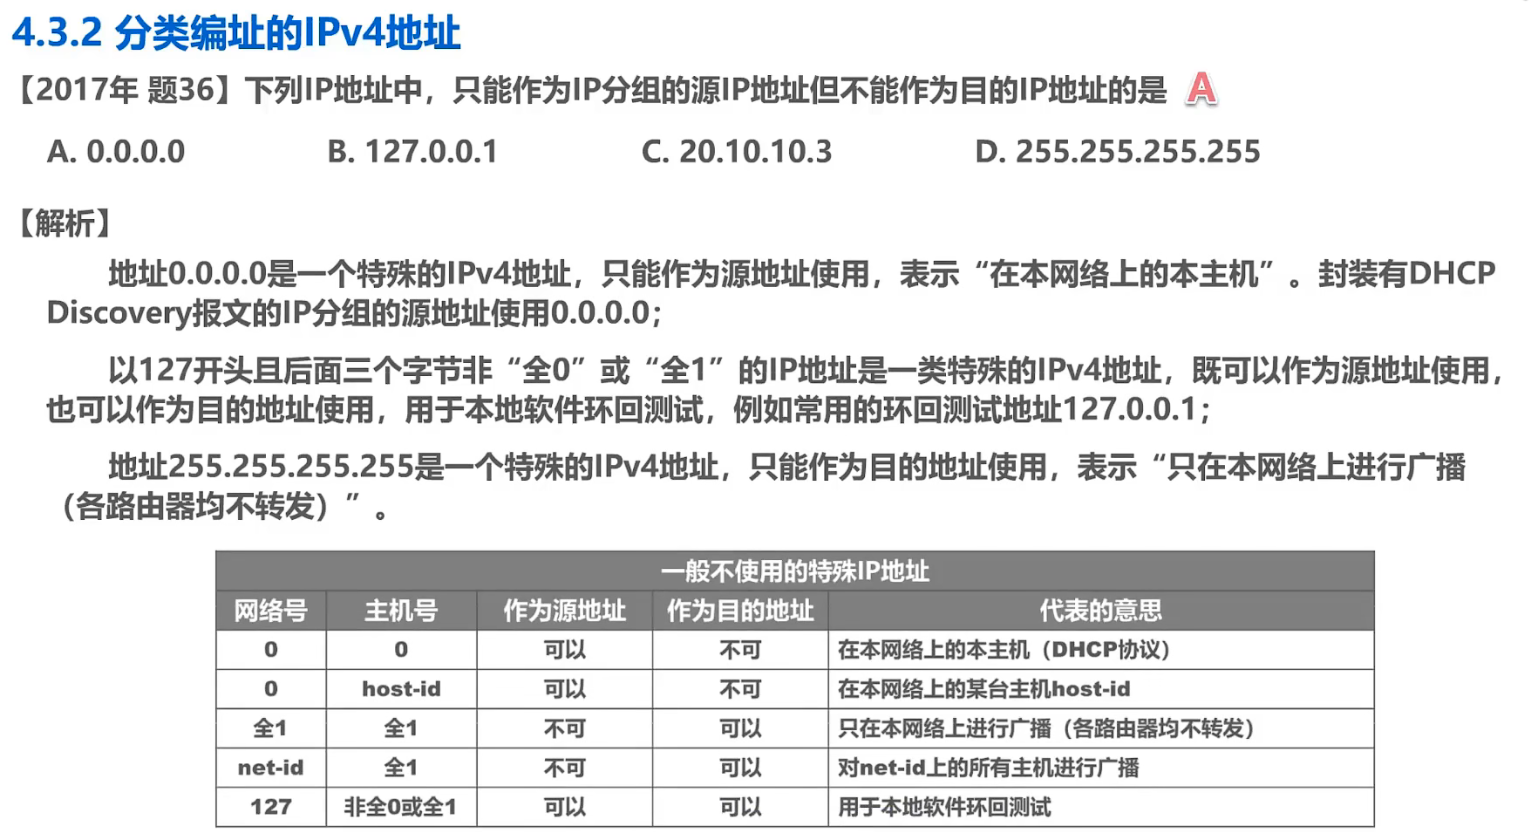 4.3.2 分类编址的IPv4地址
【2017年 题36】下列IP地址中，只能作为IP分组的源IP地址但不能作为目的IP地址的是 A
A. 0.0.0.0 B. 127.0.0.1 C. 20.10.10.3 D. 255.255.255.255
【解析】
地址0.0.0.0是一个特殊的IPv4地址，只能作为源地址使用，表示“在本网络上的本主机”。封装有DHCP
Discovery报文的IP分组的源地址使用0.0.0.0；
以127开头且后面三个字节非“全0”或“全1”的IP地址是一类特殊的IPv4地址，既可以作为源地址使用，
也可以作为目的地址使用，用于本地软件环回测试，例如常用的环回测试地址127.0.0.1；
地址255.255.255.255是一个特殊的IPv4地址，只能作为目的地址使用，表示“只在本网络上进行广播
（各路由器均不转发）”。
一般不使用的特殊IP地址
网络号 主机号 作为源地址 作为目的地址 代表的意思
0 0 可以 不可 在本网络上的本主机（DHCP协议）
0 host-id 可以 不可 在本网络上的某台主机host-id
全1 全1 不可 可以 只在本网络上进行广播（各路由器均不转发）
net-id 全1 不可 可以 对net-id上的所有主机进行广播
127 非全0或全1 可以 可以 用于本地软件环回测试